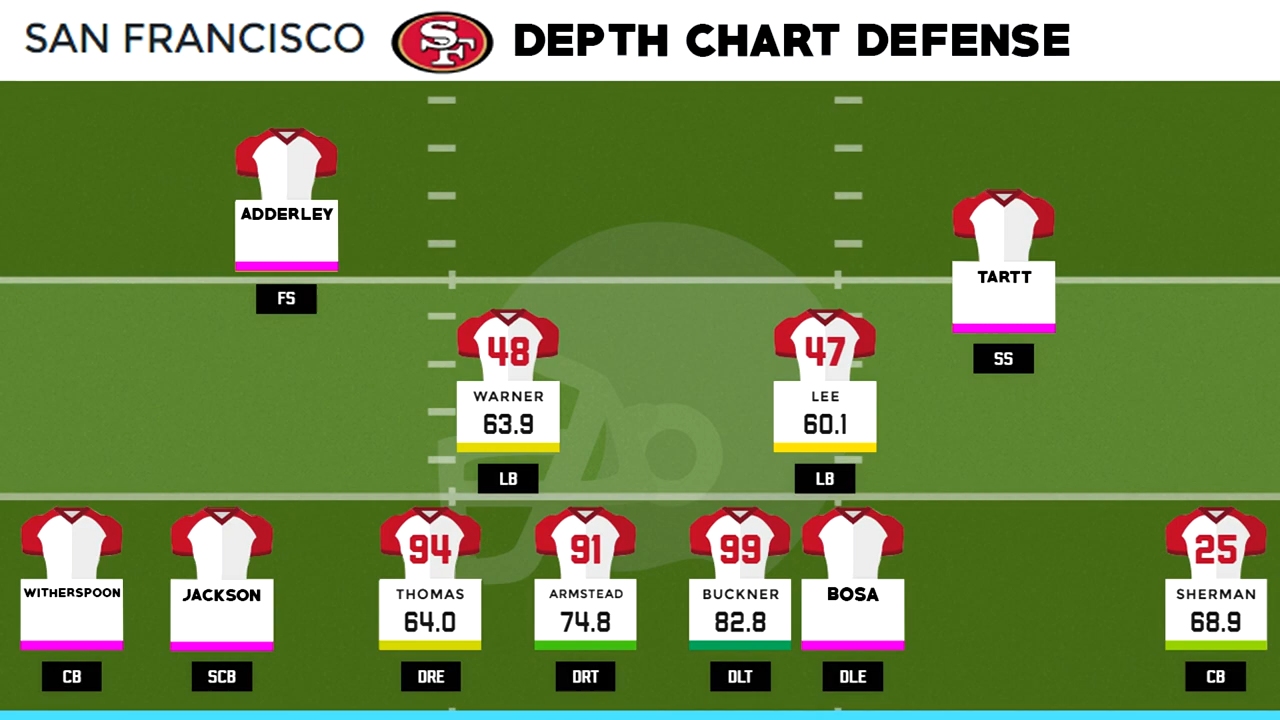 SAN FRANCISCO SF DEPTH CHART DEFENSE
ADDERLEY
FS
TARTT
SS
48
WARNER
63.9
LB
47
LEE
60.1
LB
WITHERSPOON
CB
JACKSON
SCB
94
THOMAS
64.0
DRE
91
ARMSTEAD
74.8
DRT
99
BUCKNER
82.8
DLT
BOSA
DLE
25
SHERMAN
68.9
CB